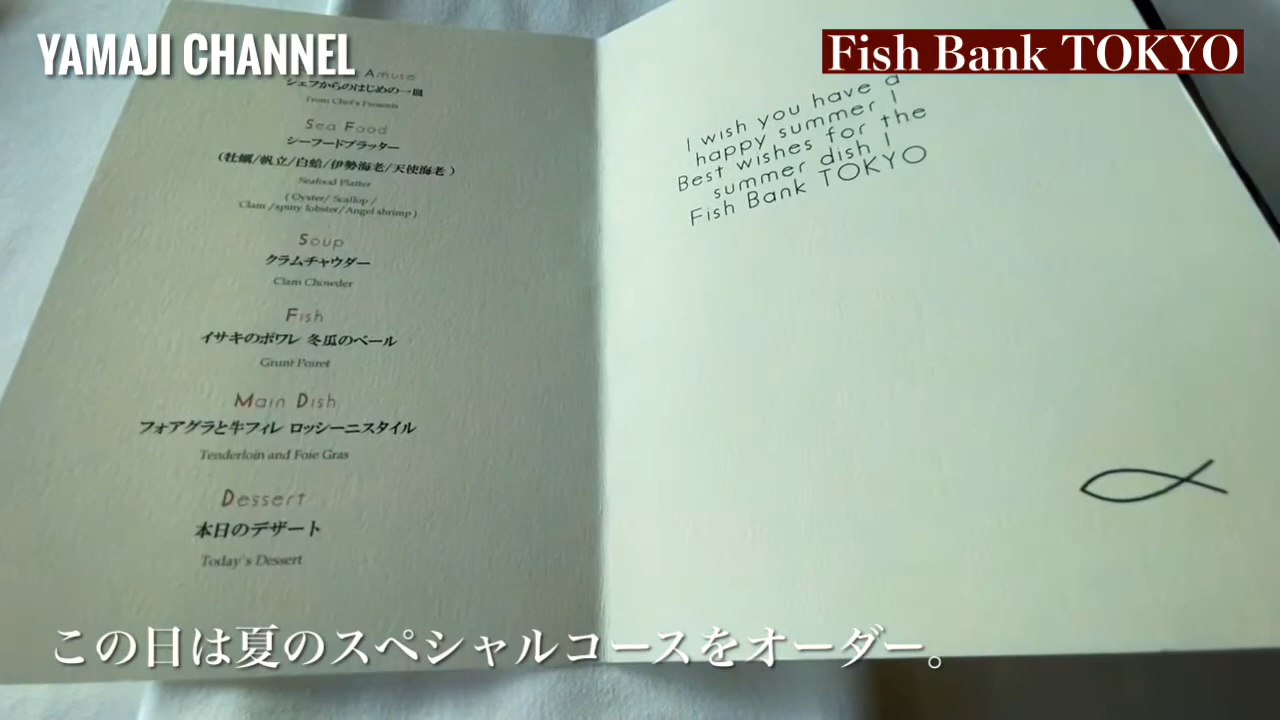 YAMAJI CHANNEL
Fish Bank TOKYO
Amuse
シェフからのはじめの一皿
From Chef's Presents
Sea Food
シーフードプラッター
(牡蠣/帆立/白蛤/伊勢海老/天使海老)
Seafood Platter
( Oyster/ Scallop /
Clam /spiny lobster/Angel shrimp )
Soup
クラムチャウダー
Clam Chowder
Fish
イサキのポワレ 冬瓜のベール
Grunt Poiret
Main Dish
フォアグラと牛フィレ ロッシーニスタイル
Tenderloin and Foie Gras
Dessert
本日のデザート
Today`s Dessert
I wish you have a
happy summer !
Best wishes for the
summer dish !
Fish Bank TOKYO
この日は夏のスペシャルコースをオーダー。